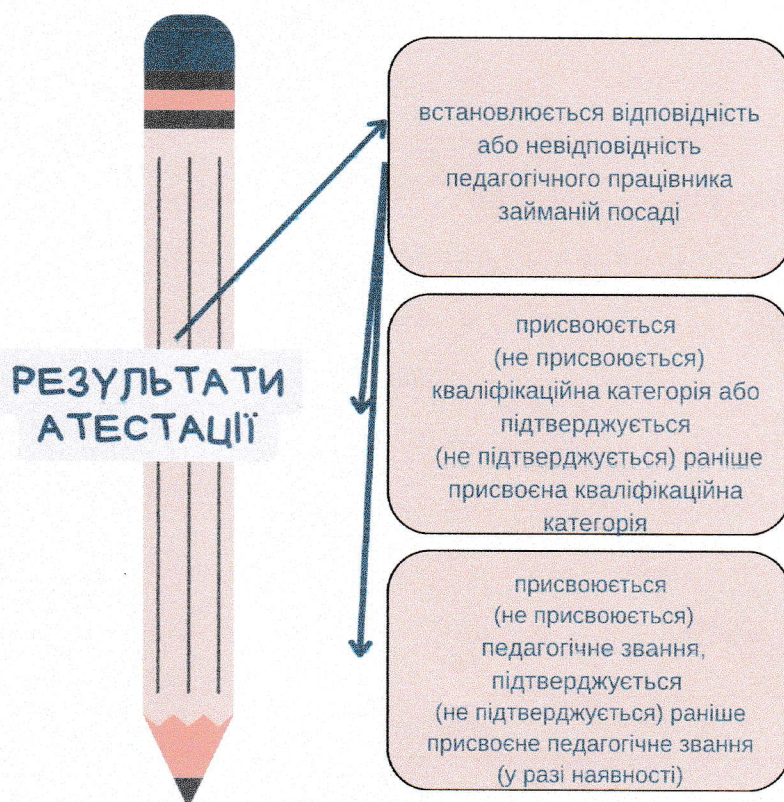 РЕЗУЛЬТАТИ
АТЕСТАЦІЇ
встановлюється відповідність
або невідповідність
педагогічного працівника
займаній посаді
присвоюється
(не присвоюється)
кваліфікаційна категорія або
підтверджується
(не підтверджується) раніше
присвоєна кваліфікаційна
категорія
присвоюється
(не присвоюється)
педагогічне звання,
підтверджується
(не підтверджується) раніше
присвоєне педагогічне звання
(у разі наявності)